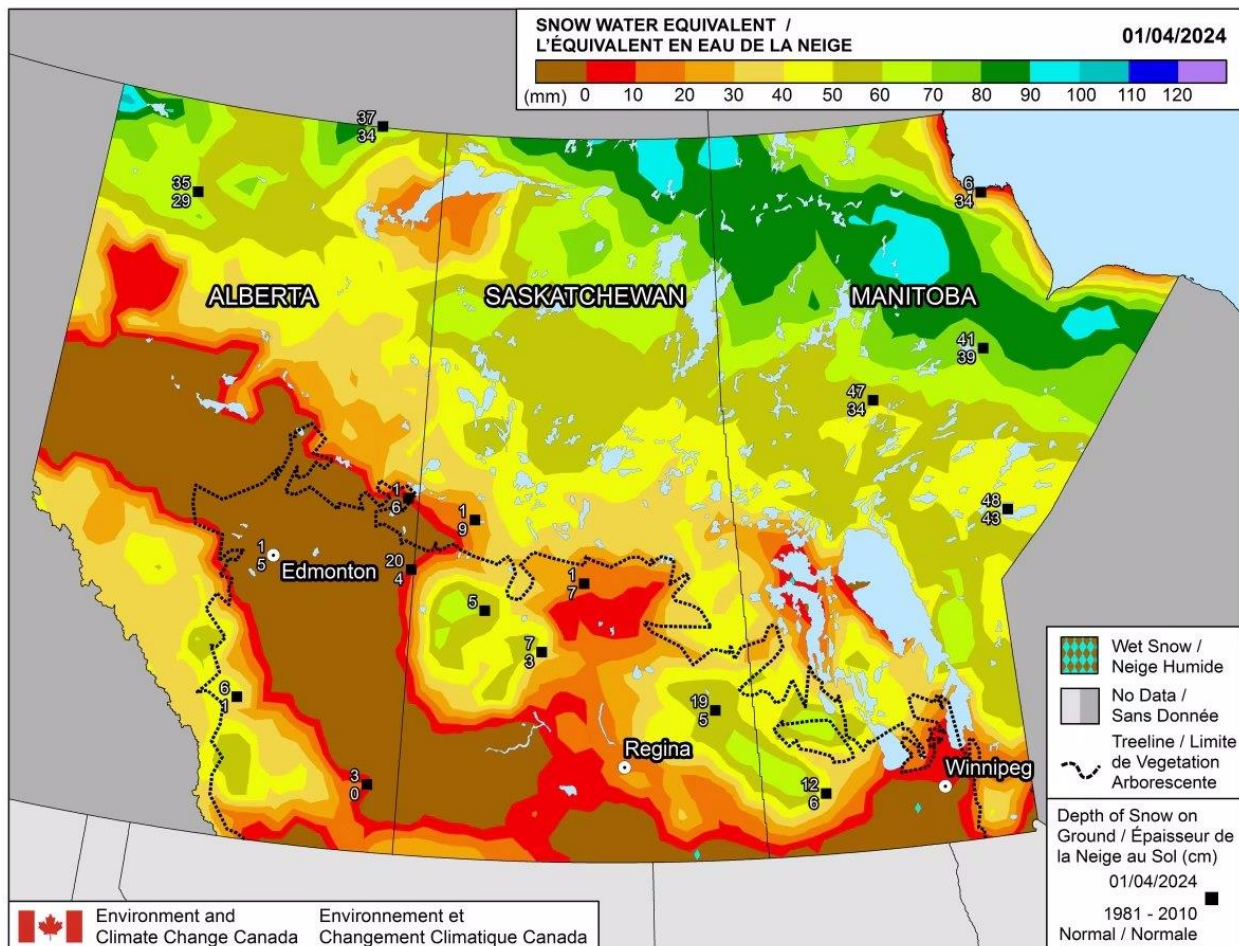 SNOW WATER EQUIVALENT /
L'ÉQUIVALENT EN EAU DE LA NEIGE
01/04/2024
(mm) 0 10 20 30 40 50 60 70 80 90 100 110 120
37
34
35
29
6
34
ALBERTA
SASKATCHEWAN
MANITOBA
41
39
47
34
48
43
1
6
1
9
1
5
Edmonton
20
4
1
7
5
7
3
6
1
19
5
Regina
3
0
12
6
Winnipeg
Wet Snow /
Neige Humide
No Data /
Sans Donnée
Treeline / Limite
de Vegetation
Arborescente
Depth of Snow on
Ground / Épaisseur de
la Neige au Sol (cm)
01/04/2024
1981 - 2010
Normal / Normale
Environment and
Climate Change Canada
Environnement et
Changement Climatique Canada